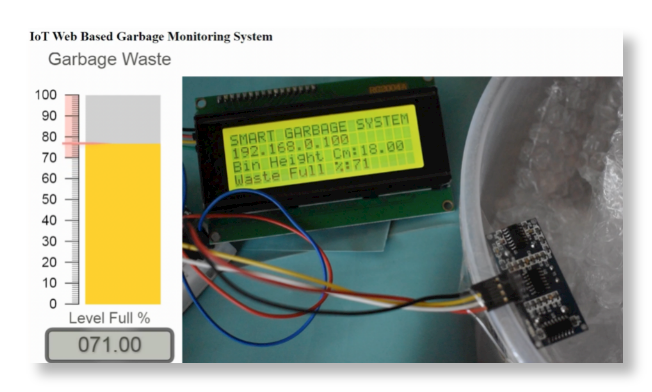 IoT Web Based Garbage Monitoring System
Garbage Waste
100
90
80
70
60
50
40
30
20
10
0
Level Full %
071.00
SMART GARBAGE SYSTEM
192.168.0.100
Bin Height Cm:18.00
Waste Full %:71